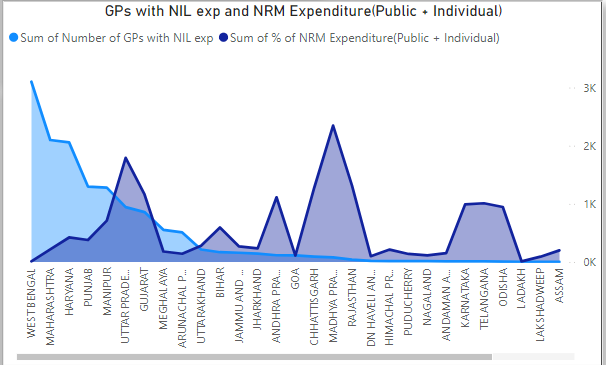 GPs with NIL exp and NRM Expenditure(Public + Individual)
Sum of Number of GPs with NIL exp Sum of % of NRM Expenditure(Public + Individual)
3K
2K
1K
0K
WEST BENGAL
MAHARASHTRA
HARYANA
PUNJAB
MANIPUR
UTTAR PRADE...
GUJARAT
MEGHALAYA
ARUNACHAL P...
UTTARAKHAND
BIHAR
JAMMU AND ...
JHARKHAND
ANDHRA PRA...
GOA
CHHATTISGARH
MADHYA PRA...
RAJASTHAN
DN HAVELI AN...
HIMACHAL PR...
PUDUCHERRY
NAGALAND
ANDAMAN A...
KARNATAKA
TELANGANA
ODISHA
LADAKH
LAKSHADWEEP
ASSAM